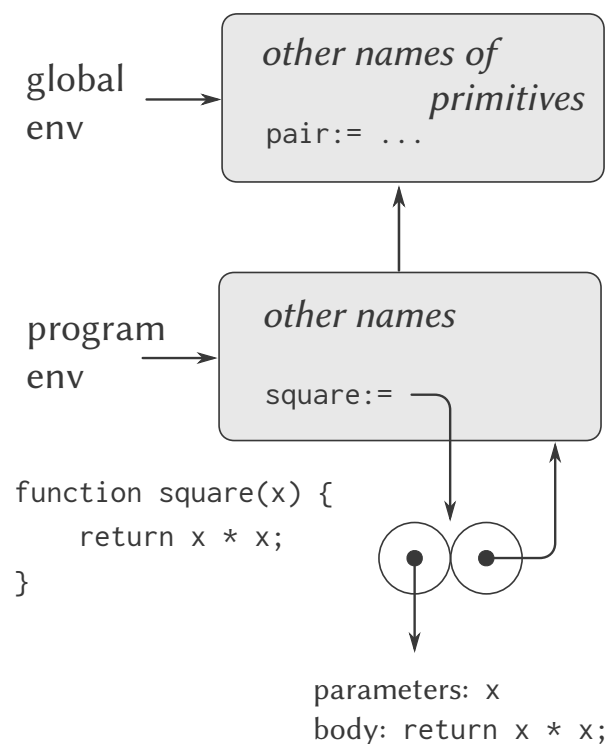 global
env
other names of
primitives
pair:= ...
program
env
other names
square:=
function square(x) {
    return x * x;
}
parameters: x
body: return x * x;